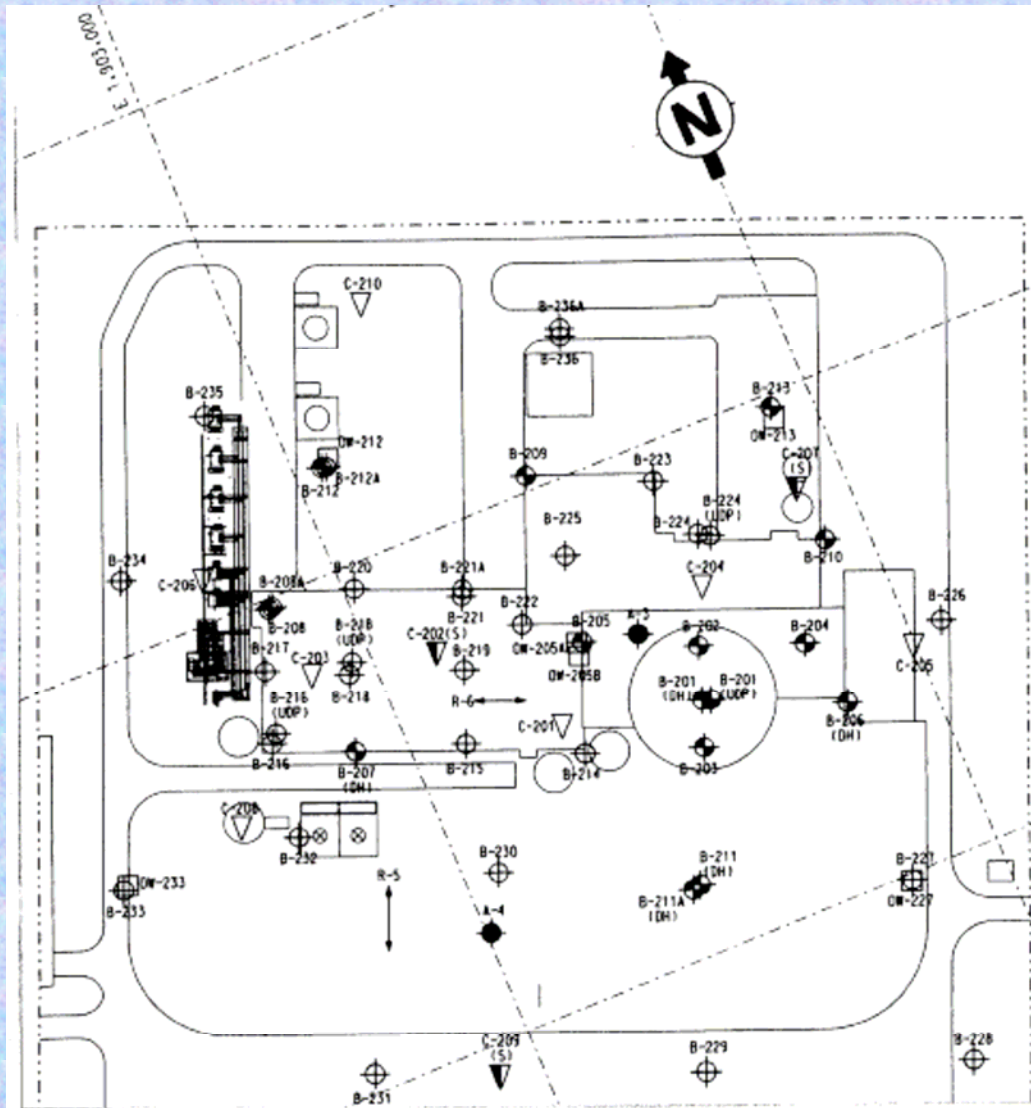 E 1,903,000
N
C-210
B-236A
B-236
B-235
B-213
OW-213
OW-212
B-212
B-212A
B-209
B-223
C-207
(S)
B-224
(UDP)
B-224
B-225
B-210
B-234
C-206
B-208A
B-208
B-220
B-221A
B-221
B-222
C-204
B-226
B-218
(UDP)
C-202(S)
B-205
A-3
B-202
B-204
OW-205A
OW-205B
B-217
C-203
B-218
B-219
C-205
B-216
(UDP)
R-6
B-201
(DH)
B-201
(UDP)
C-201
B-206
(DH)
B-216
B-207
(DH)
B-215
B-214
B-203
C-208
B-232
B-230
B-211
(DH)
B-211A
(DH)
B-227
OW-227
OW-233
B-233
R-5
A-4
C-209
(S)
B-229
B-228
B-231